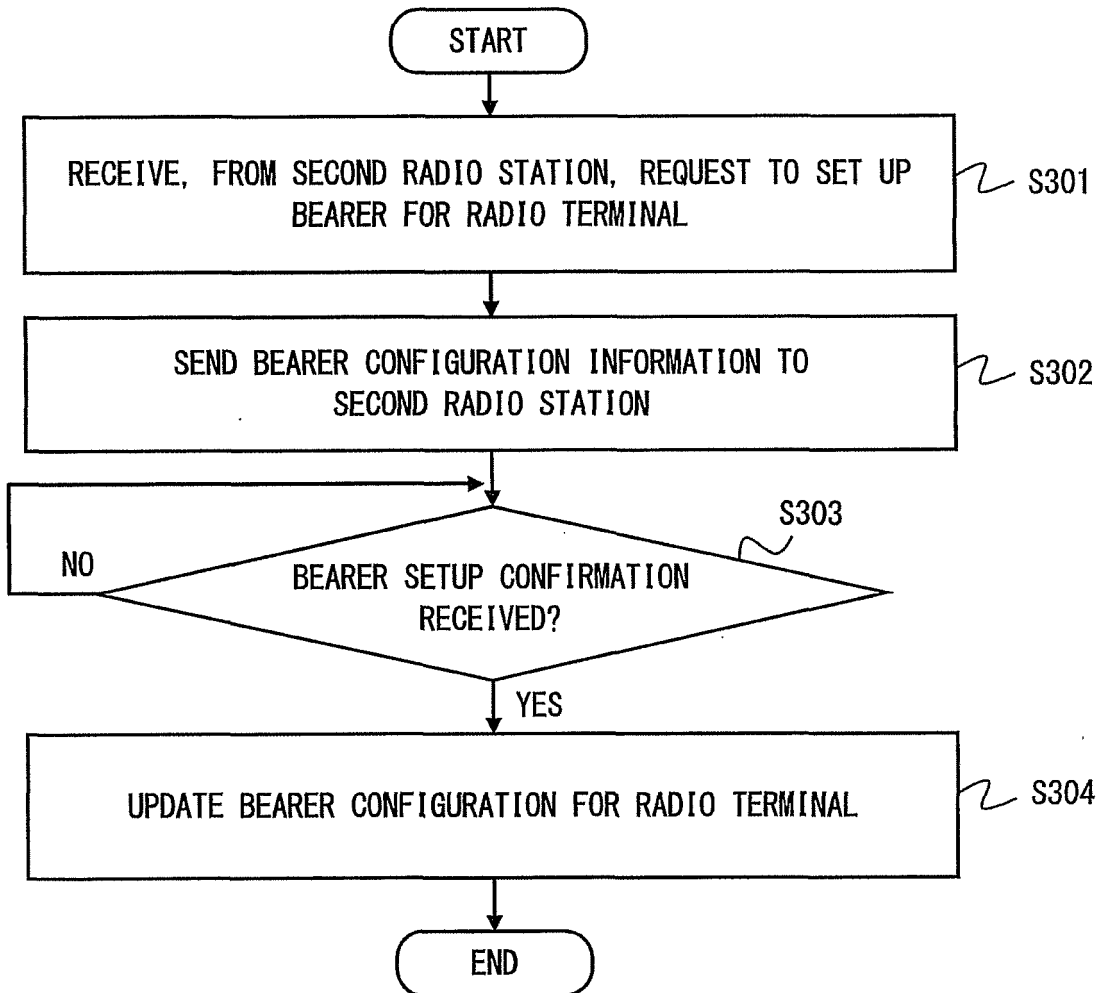 START
RECEIVE, FROM SECOND RADIO STATION, REQUEST TO SET UP
BEARER FOR RADIO TERMINAL
S301
SEND BEARER CONFIGURATION INFORMATION TO
SECOND RADIO STATION
S302
S303
NO
BEARER SETUP CONFIRMATION
RECEIVED?
YES
UPDATE BEARER CONFIGURATION FOR RADIO TERMINAL
S304
END